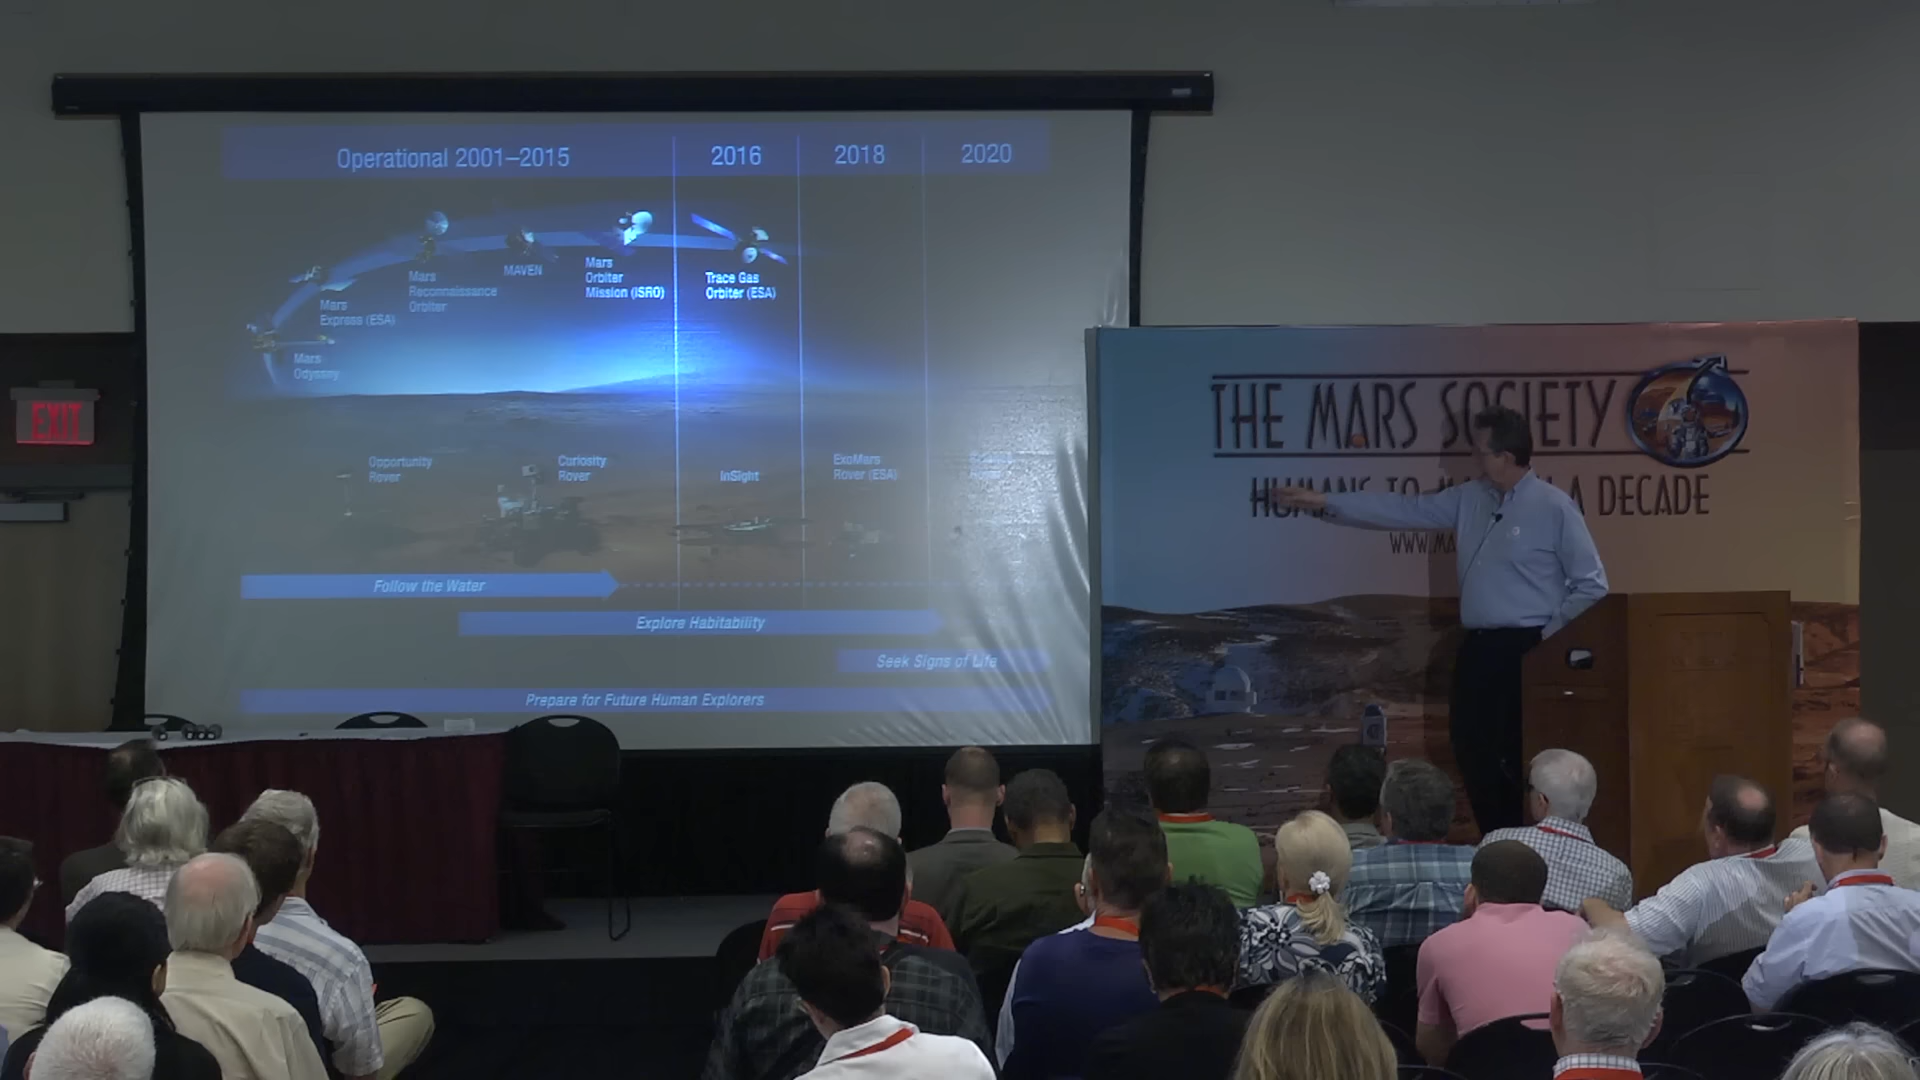 Operational 2001–2015
2016
2018
2020
Mars
Odyssey
Mars
Express (ESA)
Mars
Reconnaissance
Orbiter
MAVEN
Mars
Orbiter
Mission (ISRO)
Trace Gas
Orbiter (ESA)
Opportunity
Rover
Curiosity
Rover
InSight
ExoMars
Rover (ESA)
Follow the Water
Explore Habitability
Seek Signs of Life
Prepare for Future Human Explorers
EXIT
THE MARS SOCIETY
HUMANS TO A DECADE